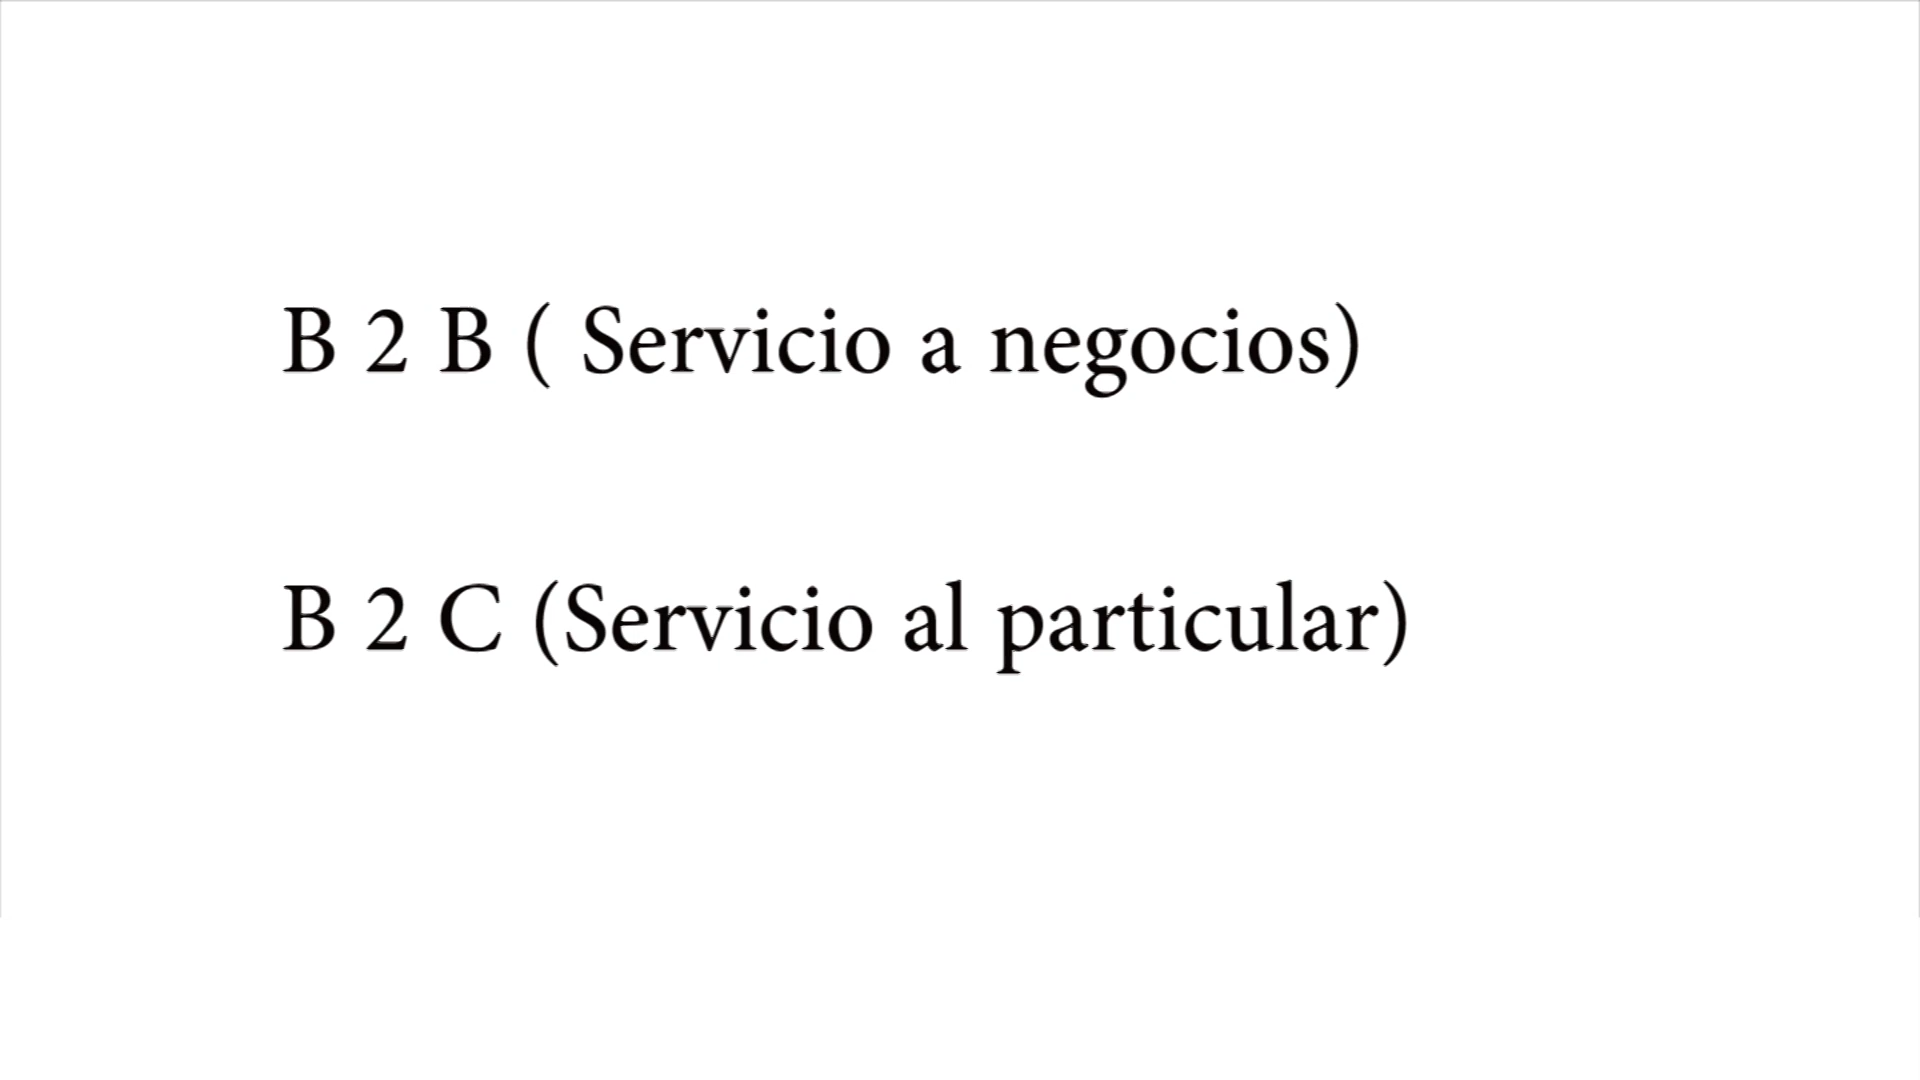 B 2 B ( Servicio a negocios)
B 2 C (Servicio al particular)